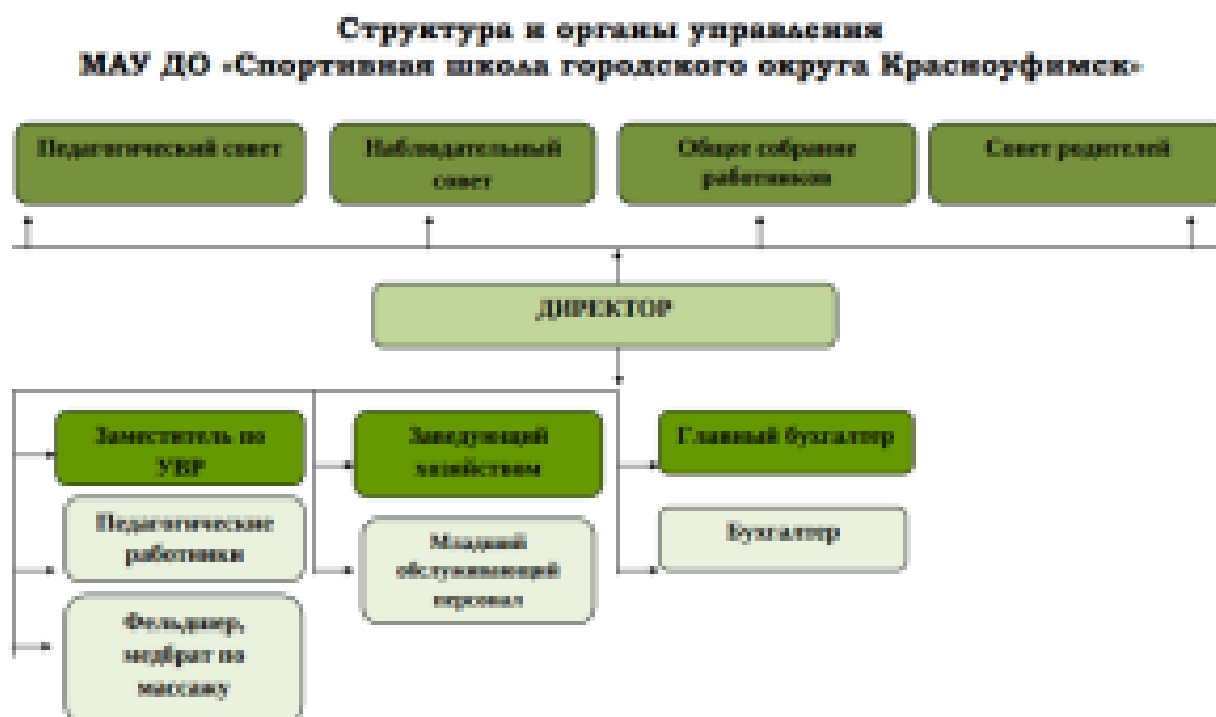 Структура и органы управления
МАУ ДО «Спортивная школа городского округа Красноуфимск»
Педагогический совет
Наблюдательный
совет
Общее собрание
работников
Совет родителей
ДИРЕКТОР
Заместитель по
УВР
Заведующий
хозяйством
Главный бухгалтер
Педагогические
работники
Младший
обслуживающий
персонал
Бухгалтер
Фельдшер,
медбрат по
массажу